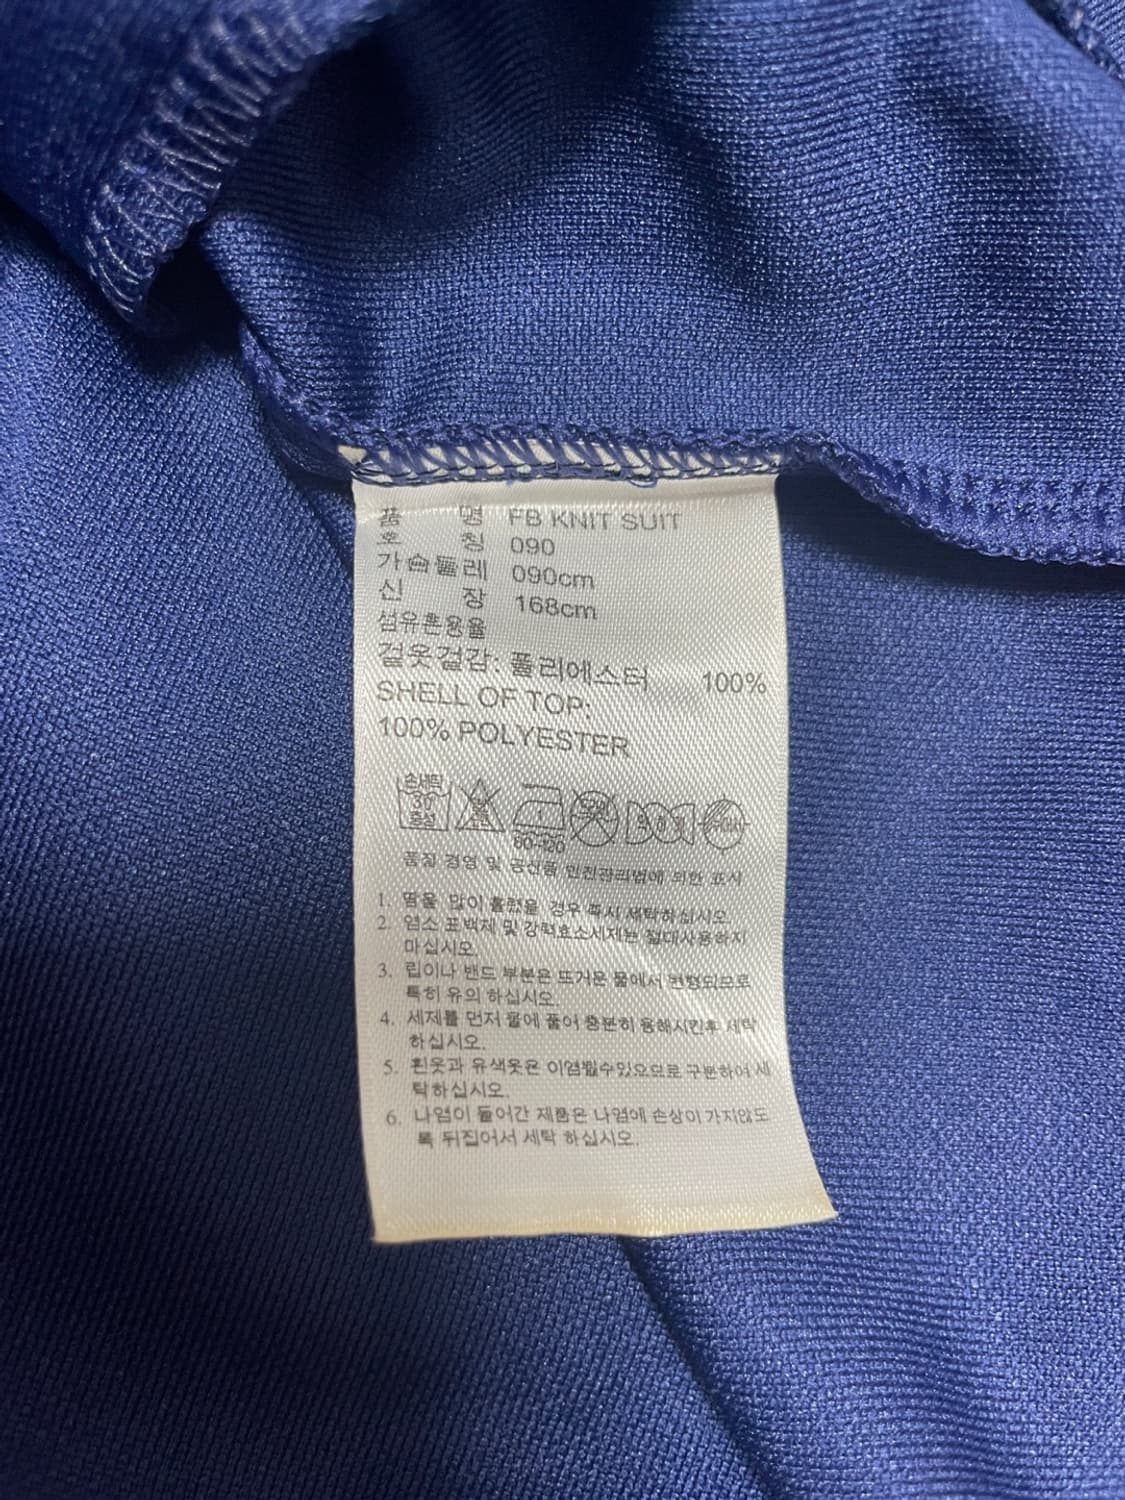 품 명 FB KNIT SUIT
호 칭 090
가슴둘레 090cm
신 장 168cm
섬유혼용율
겉옷겉감: 폴리에스터 100%
SHELL OF TOP:
100% POLYESTER
손세탁
30
중성
80~120
품질 경영 및 공산품 안전관리법에 의한 표시
1. 땀을 많이 흘렸을 경우 즉시 세탁하십시오.
2. 염소 표백제 및 강력효소세제는 절대사용하지
마십시오.
3. 립이나 밴드 부분은 뜨거운 물에서 변형되므로
특히 유의 하십시오.
4. 세제를 먼저 물에 풀어 충분히 용해시킨후 세탁
하십시오.
5. 흰옷과 유색옷은 이염될수있으므로 구분하여 세
탁하십시오.
6. 나염이 들어간 제품은 나염에 손상이 가지않도
록 뒤집어서 세탁 하십시오.